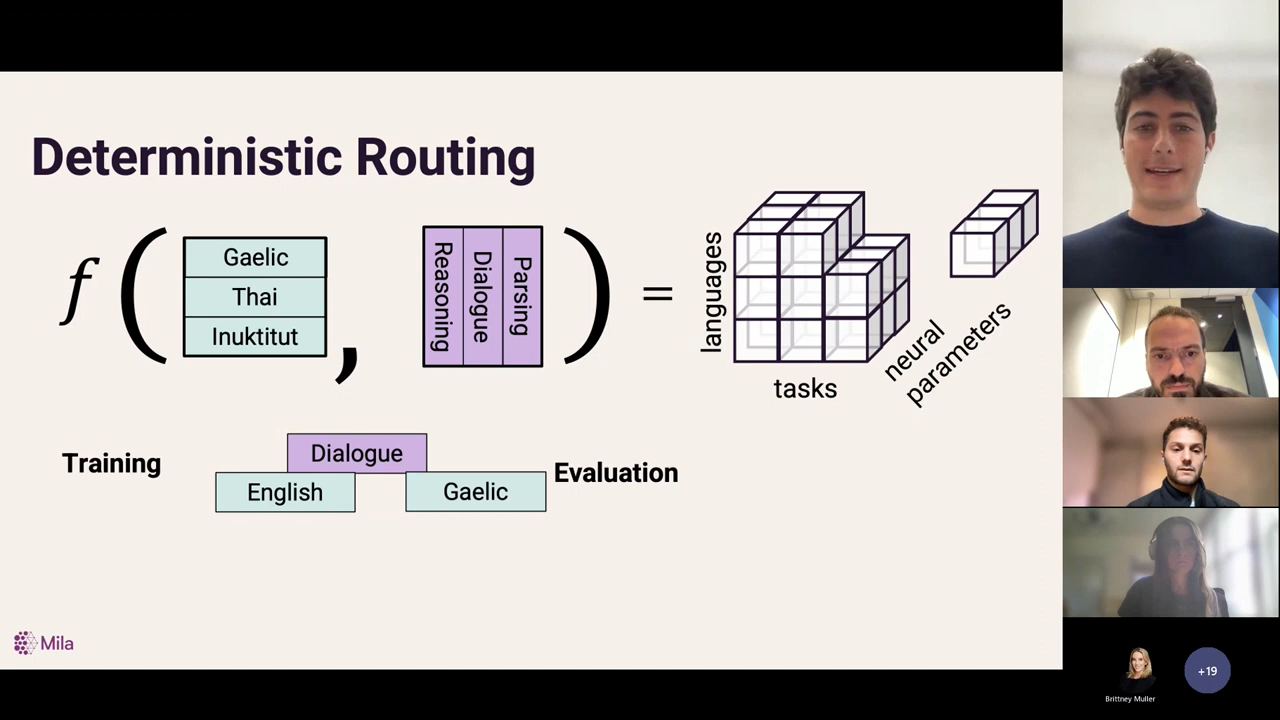 Deterministic Routing
f ( , ) =
Gaelic
Thai
Inuktitut
Reasoning
Dialogue
Parsing
languages
tasks
neural
parameters
Training
Dialogue
English
Gaelic
Evaluation
Mila
Brittney Muller
+19